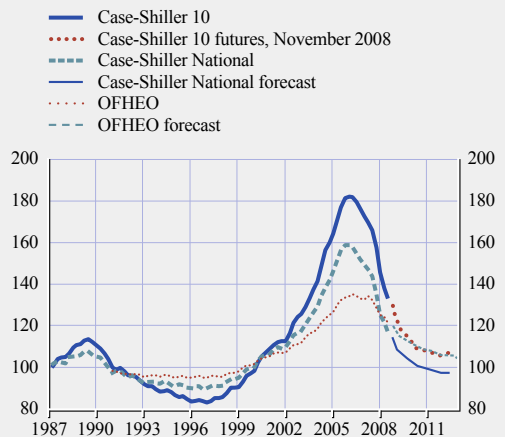 Case-Shiller 10
Case-Shiller 10 futures, November 2008
Case-Shiller National
Case-Shiller National forecast
OFHEO
OFHEO forecast
200 200
180 180
160 160
140 140
120 120
100 100
80 80
1987 1990 1993 1996 1999 2002 2005 2008 2011